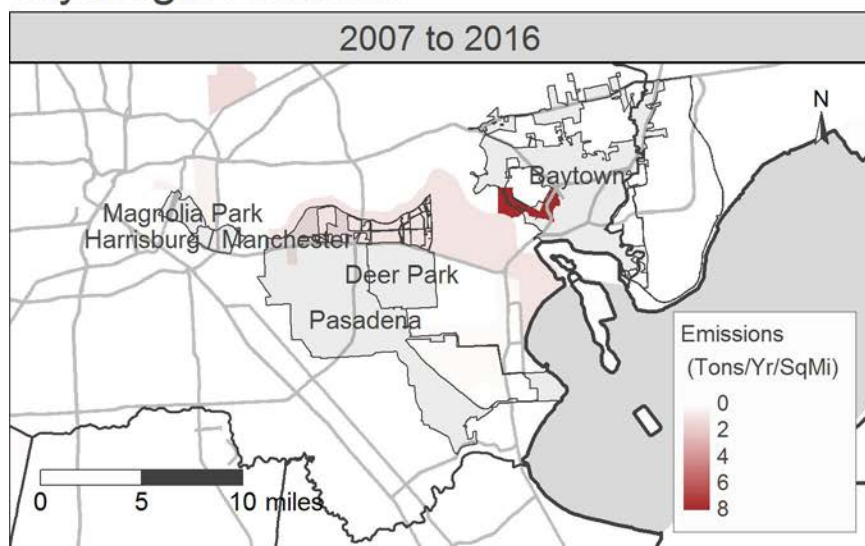 2007 to 2016
N
Baytown
Magnolia Park
Harrisburg / Manchester
Deer Park
Pasadena
Emissions
(Tons/Yr/SqMi)
0
2
4
6
8
0 5 10 miles